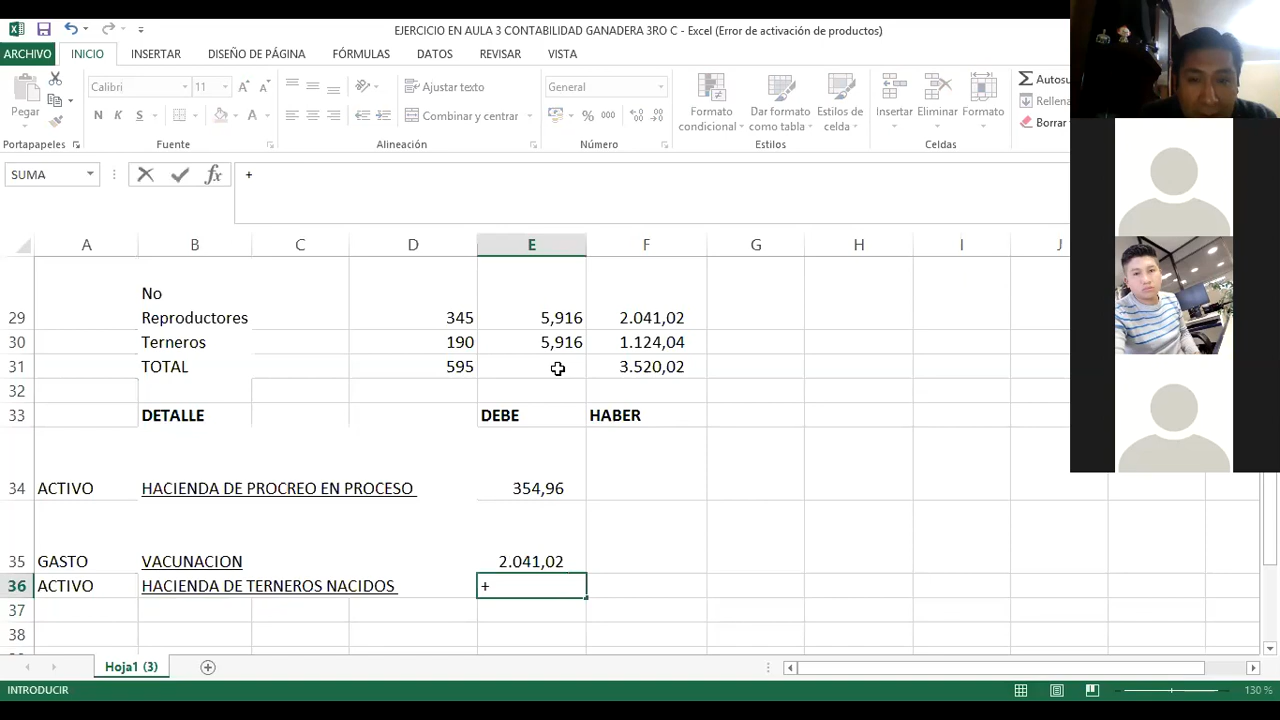 EJERCICIO EN AULA 3 CONTABILIDAD GANADERA 3RO C - Excel (Error de activación de productos)
ARCHIVO INICIO INSERTAR DISEÑO DE PÁGINA FÓRMULAS DATOS REVISAR VISTA
Calibri 11 Ajustar texto General Autosu
Pegar N K S Combinar y centrar % 000 Formato condicional Dar formato como tabla Estilos de celda Insertar Eliminar Formato Rellena
Borrar
Portapapeles Fuente Alineación Número Estilos Celdas
SUMA fx +
A B C D E F G H I J
No
29 Reproductores 345 5,916 2.041,02
30 Terneros 190 5,916 1.124,04
31 TOTAL 595 3.520,02
32
33 DETALLE DEBE HABER
34 ACTIVO HACIENDA DE PROCREO EN PROCESO 354,96
35 GASTO VACUNACION 2.041,02
36 ACTIVO HACIENDA DE TERNEROS NACIDOS +
37
38
Hoja1 (3)
INTRODUCIR 130 %